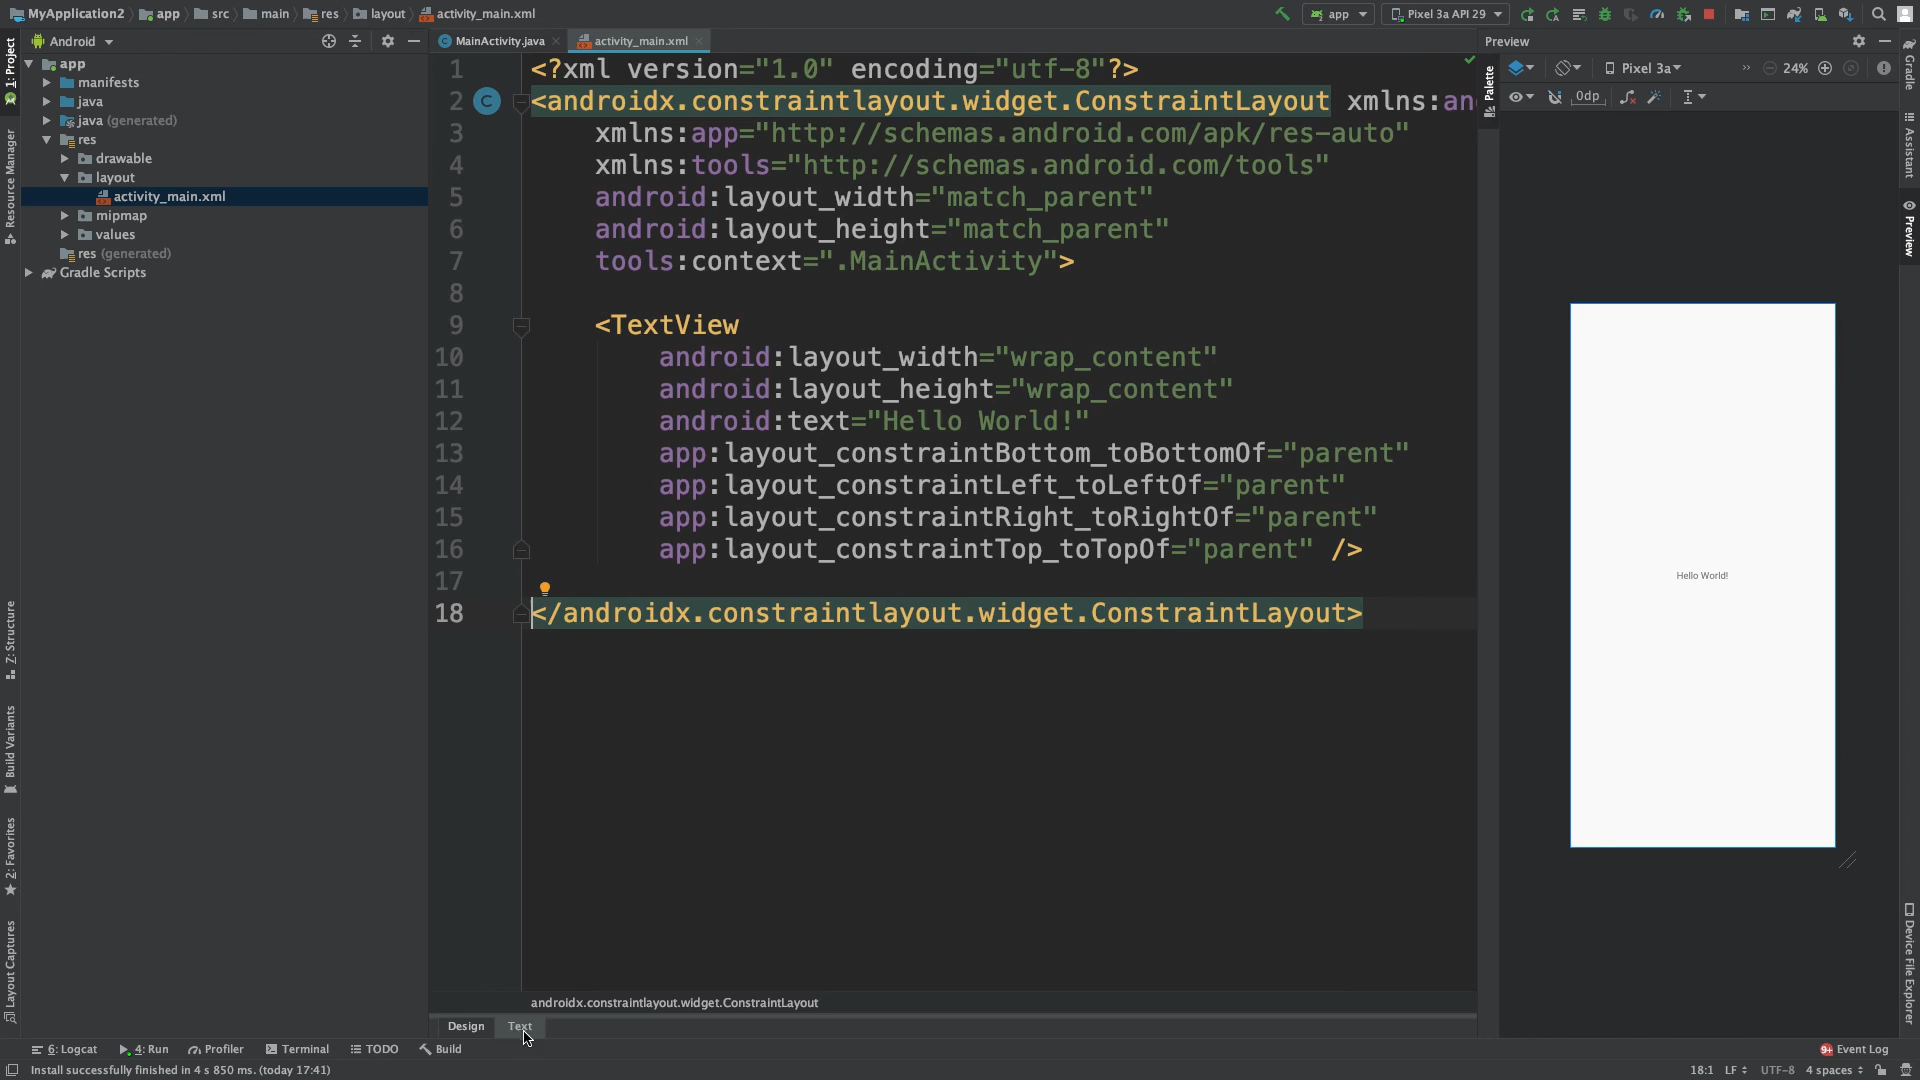 MyApplication2 app src main res layout activity_main.xml
app Pixel 3a API 29
1: Project
Resource Manager
Z: Structure
Build Variants
2: Favorites
Layout Captures
Android
app
manifests
java
java (generated)
res
drawable
layout
activity_main.xml
mipmap
values
res (generated)
Gradle Scripts
MainActivity.java
activity_main.xml
1 <?xml version="1.0" encoding="utf-8"?>
2 <androidx.constraintlayout.widget.ConstraintLayout xmlns:an
3 xmlns:app="http://schemas.android.com/apk/res-auto"
4 xmlns:tools="http://schemas.android.com/tools"
5 android:layout_width="match_parent"
6 android:layout_height="match_parent"
7 tools:context=".MainActivity">
8
9 <TextView
10 android:layout_width="wrap_content"
11 android:layout_height="wrap_content"
12 android:text="Hello World!"
13 app:layout_constraintBottom_toBottomOf="parent"
14 app:layout_constraintLeft_toLeftOf="parent"
15 app:layout_constraintRight_toRightOf="parent"
16 app:layout_constraintTop_toTopOf="parent" />
17
18 </androidx.constraintlayout.widget.ConstraintLayout>
androidx.constraintlayout.widget.ConstraintLayout
Design Text
Preview
Palette
Pixel 3a 24%
0dp
Hello World!
Gradle
Assistant
Preview
Device File Explorer
6: Logcat 4: Run Profiler Terminal TODO Build
9+ Event Log
Install successfully finished in 4 s 850 ms. (today 17:41)
18:1 LF UTF-8 4 spaces